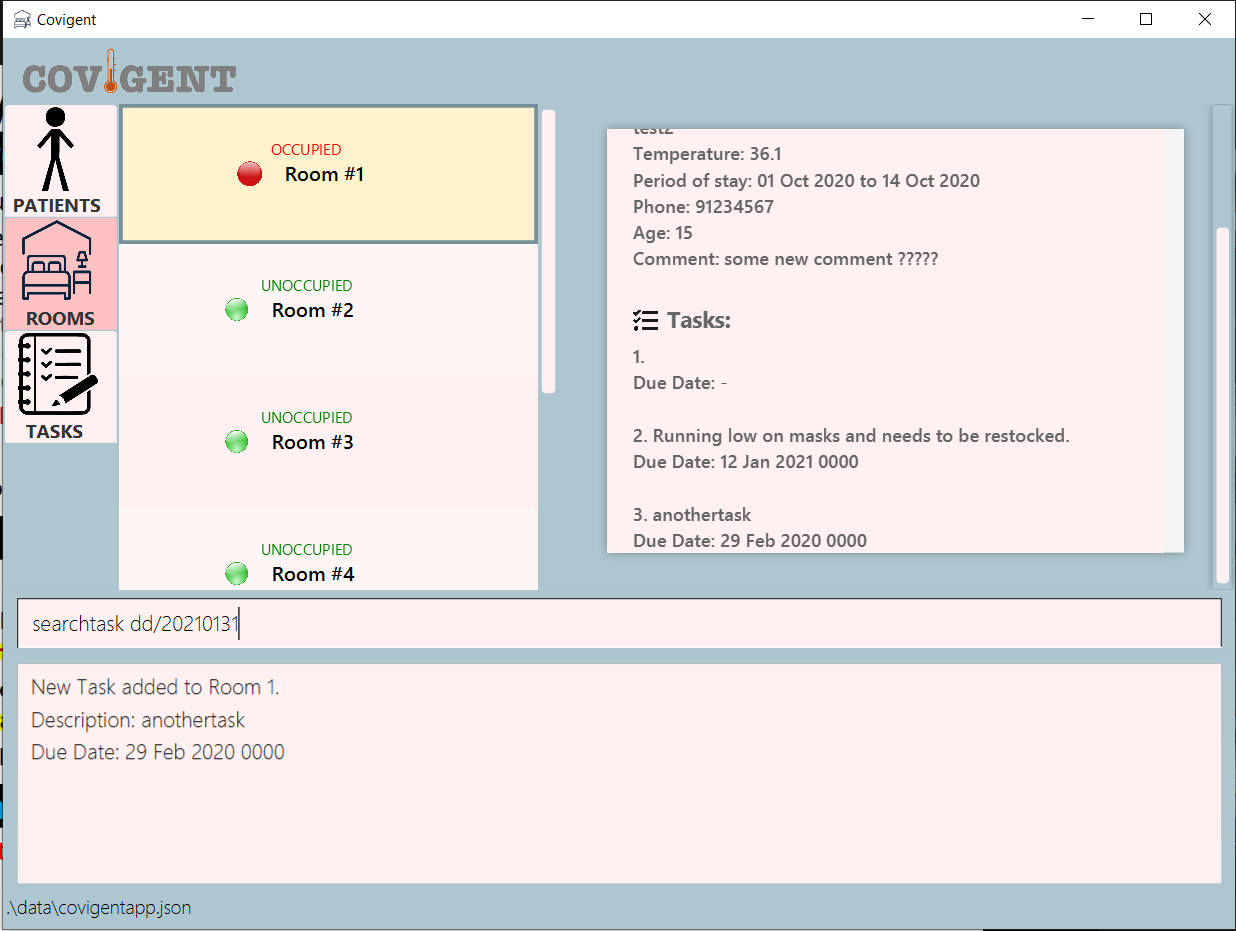 Covigent
COVIGENT
PATIENTS
ROOMS
TASKS
OCCUPIED
Room #1
UNOCCUPIED
Room #2
UNOCCUPIED
Room #3
UNOCCUPIED
Room #4
test2
Temperature: 36.1
Period of stay: 01 Oct 2020 to 14 Oct 2020
Phone: 91234567
Age: 15
Comment: some new comment ?????
Tasks:
1.
Due Date: -
2. Running low on masks and needs to be restocked.
Due Date: 12 Jan 2021 0000
3. anothertask
Due Date: 29 Feb 2020 0000
searchtask dd/20210131
New Task added to Room 1.
Description: anothertask
Due Date: 29 Feb 2020 0000
.\data\covigentapp.json